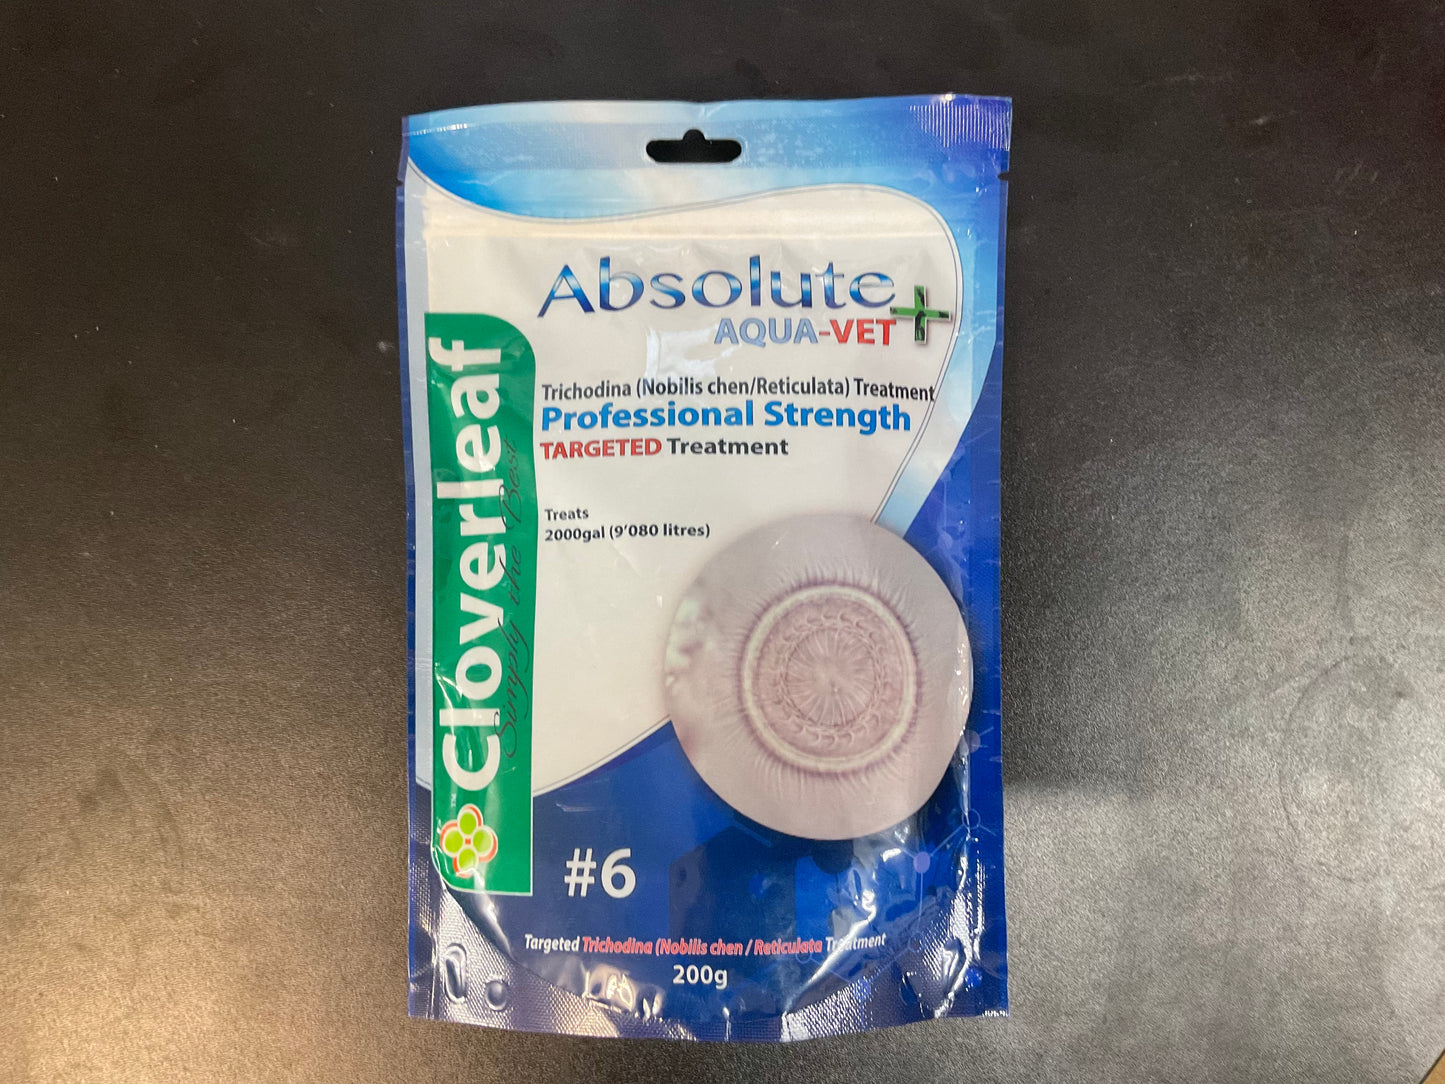 Absolute
AQUA-VET
Trichodina (Nobilis chen/Reticulata) Treatment
Professional Strength
TARGETED Treatment
Treats
2000gal (9'080 litres)
Cloverleaf
Simply the Best
#6
Targeted Trichodina (Nobilis chen / Reticulata Treatment
200g